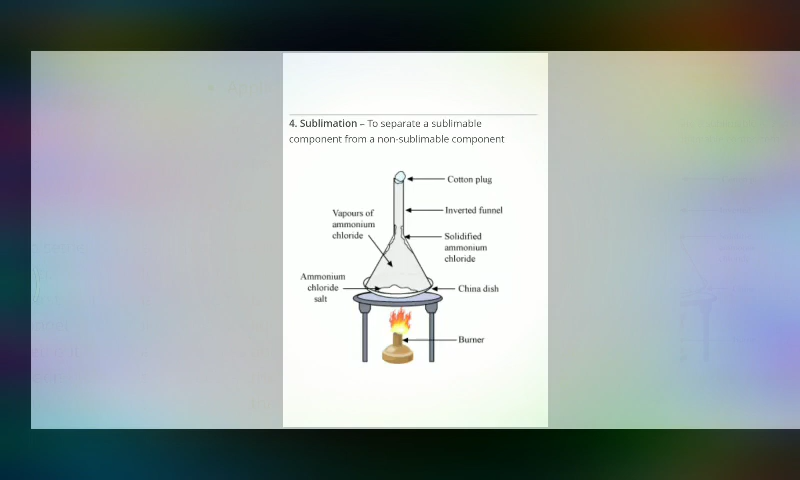 4. Sublimation – To separate a sublimable
component from a non-sublimable component
Cotton plug
Vapours of
ammonium
chloride
Inverted funnel
Solidified
ammonium
chloride
Ammonium
chloride
salt
China dish
Burner